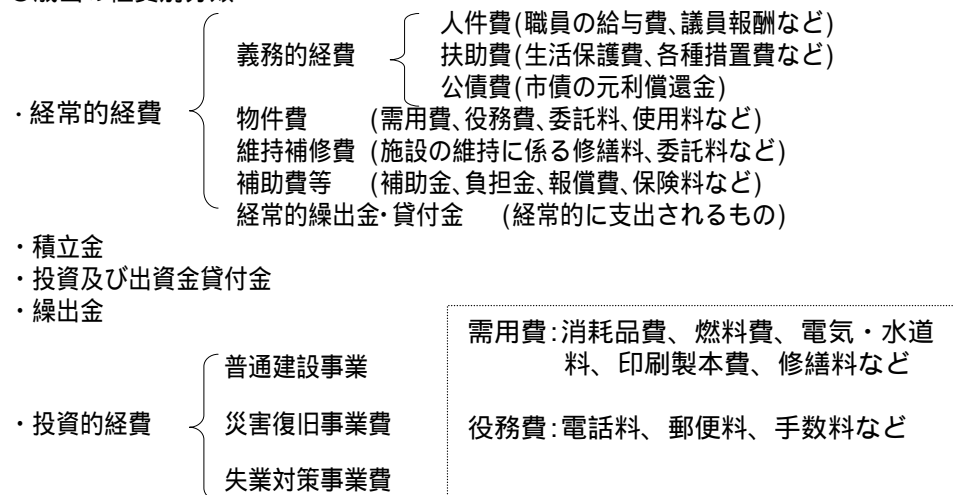 人件費(職員の給与費、議員報酬など)
義務的経費 扶助費(生活保護費、各種措置費など)
公債費(市債の元利償還金)
・経常的経費 物件費 (需用費、役務費、委託料、使用料など)
維持補修費 (施設の維持に係る修繕料、委託料など)
補助費等 (補助金、負担金、報償費、保険料など)
経常的繰出金・貸付金 (経常的に支出されるもの)
・積立金
・投資及び出資金貸付金
・繰出金
普通建設事業
・投資的経費 災害復旧事業費
失業対策事業費
需用費:消耗品費、燃料費、電気・水道
料、印刷製本費、修繕料など
役務費:電話料、郵便料、手数料など